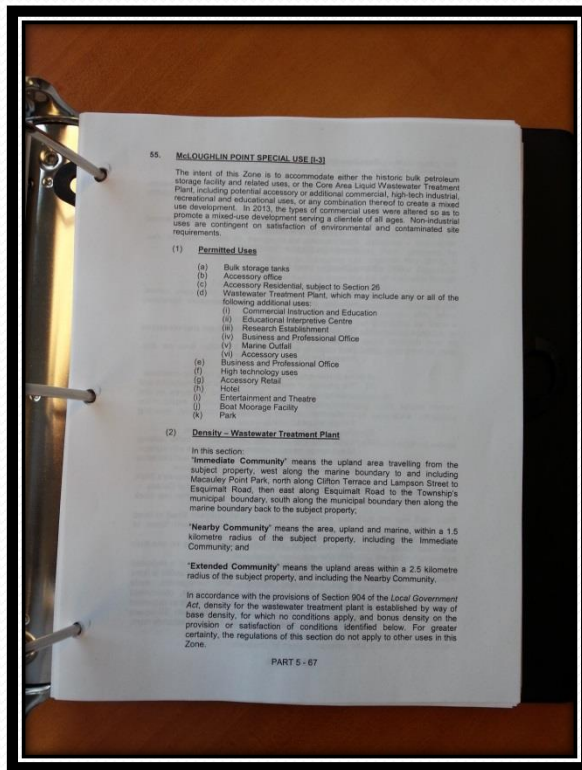 55. McLOUGHLIN POINT SPECIAL USE [I-3]
The intent of this Zone is to accommodate either the historic bulk petroleum
storage facility and related uses, or the Core Area Liquid Wastewater Treatment
Plant, including potential accessory or additional commercial, high-tech industrial,
recreational and educational uses, or any combination thereof to create a mixed
use development. In 2013, the types of commercial uses were altered so as to
promote a mixed-use development serving a clientele of all ages. Non-industrial
uses are contingent on satisfaction of environmental and contaminated site
requirements.
(1) Permitted Uses
(a) Bulk storage tanks
(b) Accessory office
(c) Accessory Residential, subject to Section 26
(d) Wastewater Treatment Plant, which may include any or all of the
following additional uses:
(i) Commercial Instruction and Education
(ii) Educational Interpretive Centre
(iii) Research Establishment
(iv) Business and Professional Office
(v) Marine Outfall
(vi) Accessory uses
(e) Business and Professional Office
(f) High technology uses
(g) Accessory Retail
(h) Hotel
(i) Entertainment and Theatre
(j) Boat Moorage Facility
(k) Park
(2) Density – Wastewater Treatment Plant
In this section:
"Immediate Community" means the upland area travelling from the
subject property, west along the marine boundary to and including
Macauley Point Park, north along Clifton Terrace and Lampson Street to
Esquimalt Road, then east along Esquimalt Road to the Township's
municipal boundary, south along the municipal boundary then along the
marine boundary back to the subject property;
"Nearby Community" means the area, upland and marine, within a 1.5
kilometre radius of the subject property, including the Immediate
Community; and
"Extended Community" means the upland areas within a 2.5 kilometre
radius of the subject property, and including the Nearby Community.
In accordance with the provisions of Section 904 of the Local Government
Act, density for the wastewater treatment plant is established by way of
base density, for which no conditions apply, and bonus density on the
provision or satisfaction of conditions identified below. For greater
certainty, the regulations of this section do not apply to other uses in this
Zone.
PART 5 - 67